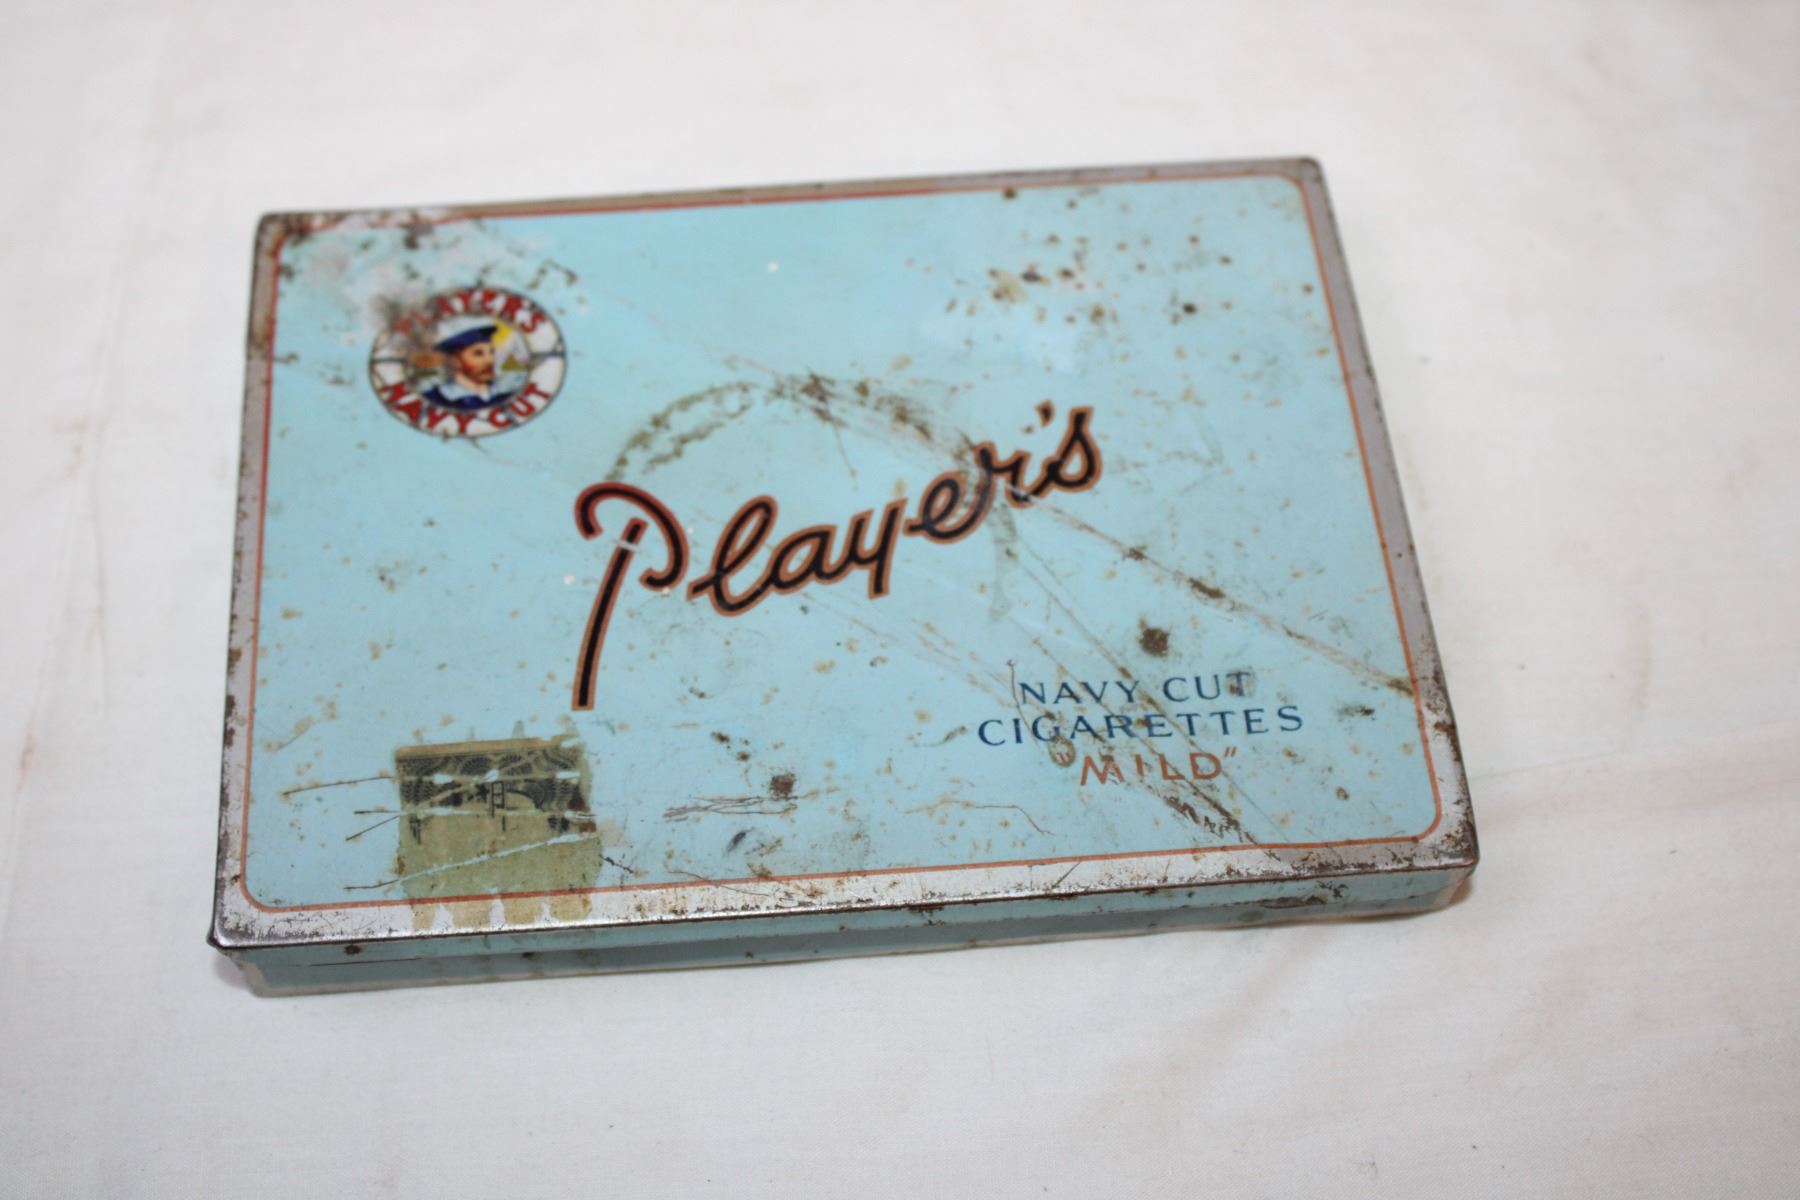 PLAYER'S
NAVY CUT
Player's
NAVY CUT
CIGARETTES
"MILD"